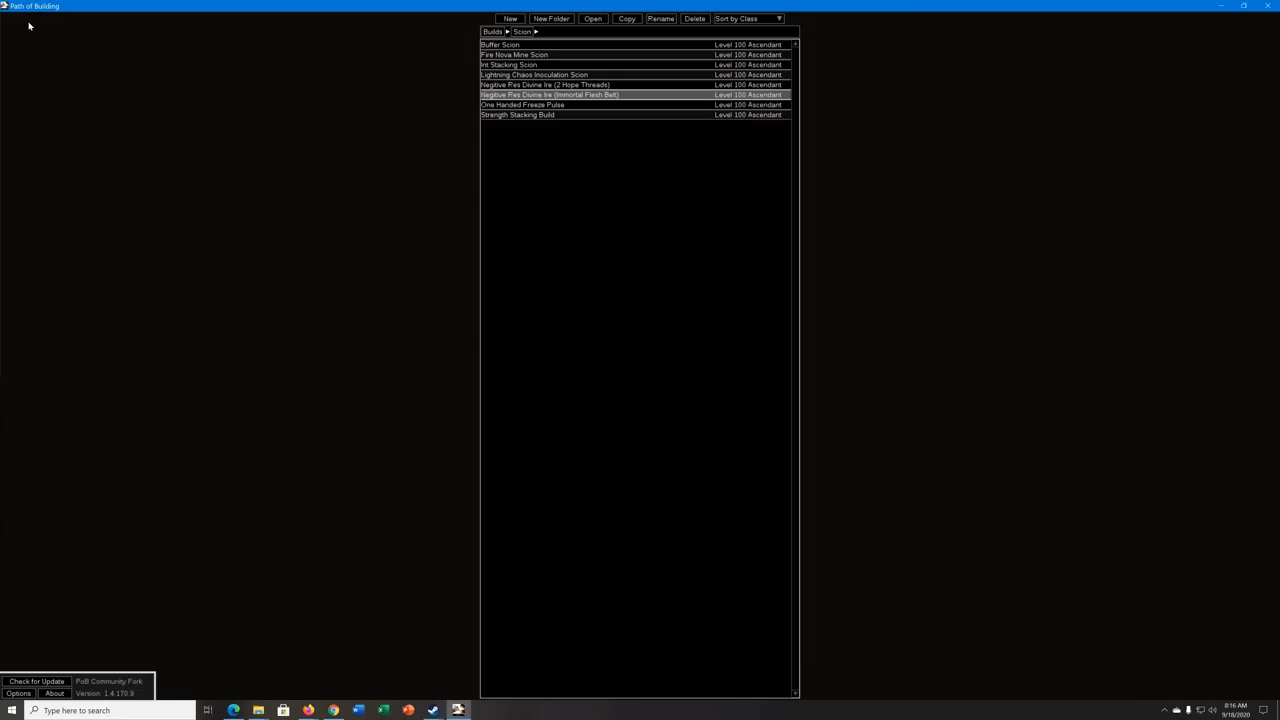 Path of Building
New New Folder Open Copy Rename Delete Sort by Class
Builds Scion
Buffer Scion Level 100 Ascendant
Fire Nova Mine Scion Level 100 Ascendant
Int Stacking Scion Level 100 Ascendant
Lightning Chaos Inoculation Scion Level 100 Ascendant
Negitive Res Divine Ire (2 Hope Threads) Level 100 Ascendant
Negitive Res Divine Ire (Immortal Flesh Belt) Level 100 Ascendant
One Handed Freeze Pulse Level 100 Ascendant
Strength Stacking Build Level 100 Ascendant
Check for Update PoB Community Fork
Options About Version: 1.4.170.9
Type here to search
8:16 AM
9/18/2020